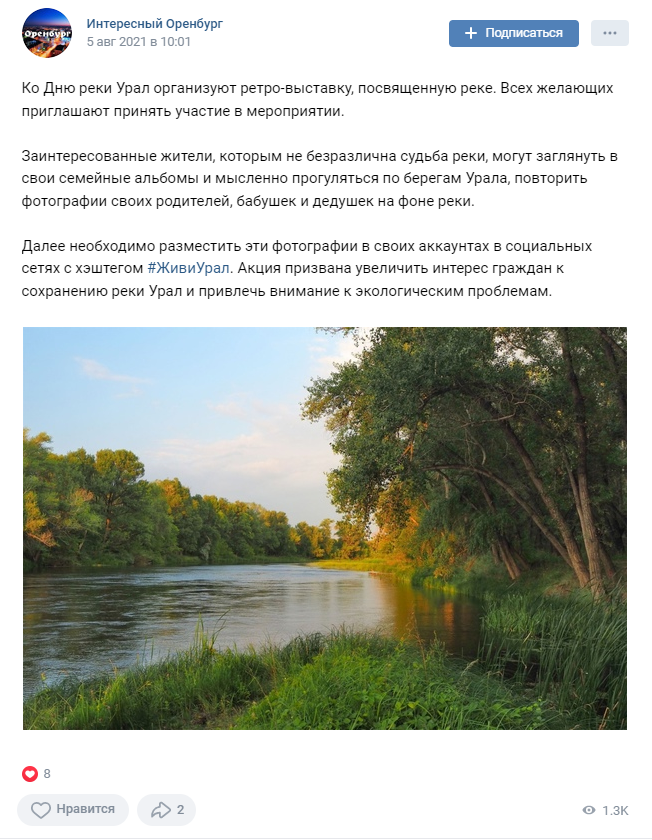 Оренбург
Интересный Оренбург
5 авг 2021 в 10:01
Подписаться
Ко Дню реки Урал организуют ретро-выставку, посвященную реке. Всех желающих
приглашают принять участие в мероприятии.
Заинтересованные жители, которым не безразлична судьба реки, могут заглянуть в
свои семейные альбомы и мысленно прогуляться по берегам Урала, повторить
фотографии своих родителей, бабушек и дедушек на фоне реки.
Далее необходимо разместить эти фотографии в своих аккаунтах в социальных
сетях с хэштегом #ЖивиУрал. Акция призвана увеличить интерес граждан к
сохранению реки Урал и привлечь внимание к экологическим проблемам.
8
Нравится
2
1.3K